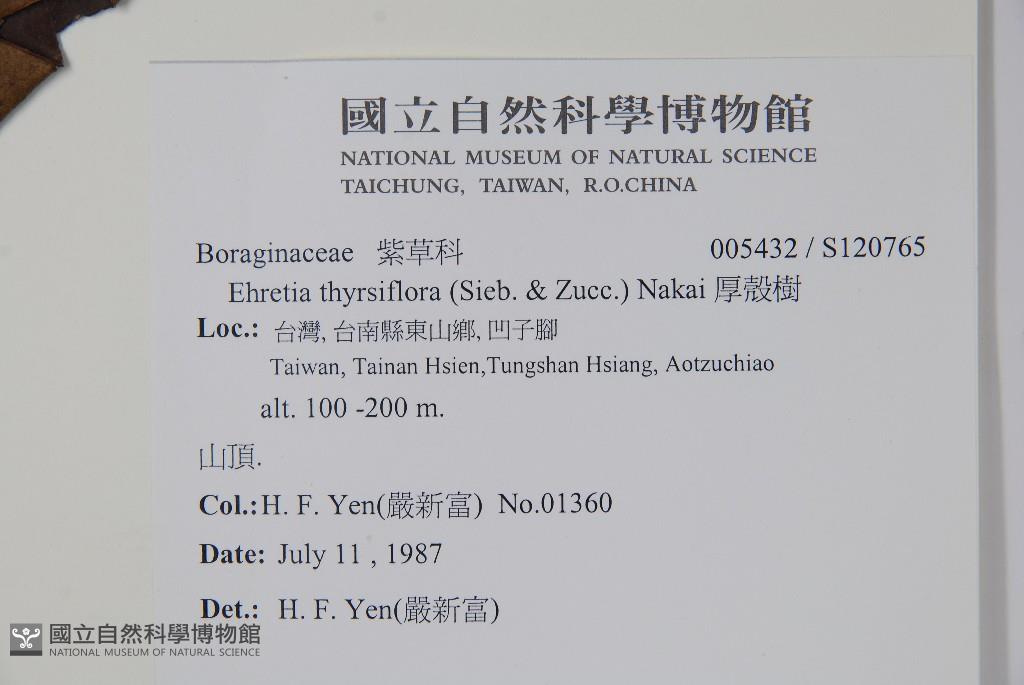 國立自然科學博物館
NATIONAL MUSEUM OF NATURAL SCIENCE
TAICHUNG, TAIWAN, R.O.CHINA
Boraginaceae 紫草科 005432 / S120765
Ehretia thyrsiflora (Sieb. & Zucc.) Nakai 厚殼樹
Loc.: 台灣, 台南縣東山鄉, 凹子腳
Taiwan, Tainan Hsien,Tungshan Hsiang, Aotzuchiao
alt. 100 -200 m.
山頂.
Col.:H. F. Yen(嚴新富) No.01360
Date: July 11 , 1987
Det.: H. F. Yen(嚴新富)
國立自然科學博物館
NATIONAL MUSEUM OF NATURAL SCIENCE